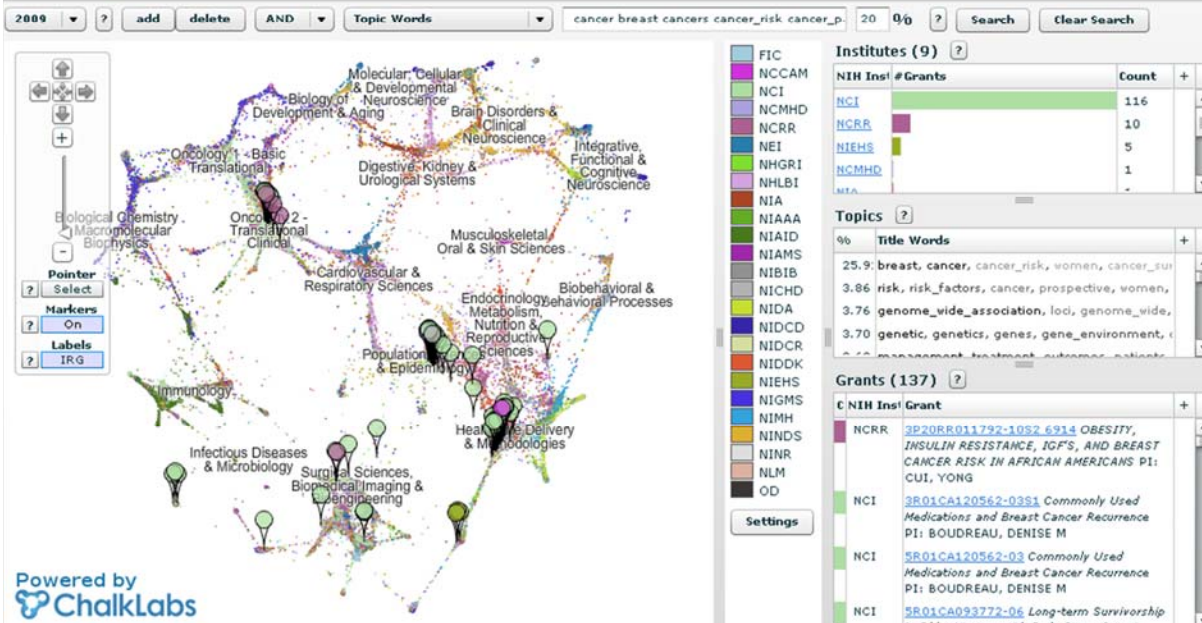 2009 ? add delete AND Topic Words cancer breast cancers cancer_risk cancer_p. 20 % ? Search Clear Search
Molecular, Cellular
& Developmental
Neuroscience
Biology of
Development & Aging
Brain Disorders &
Clinical
Neuroscience
Integrative,
Functional &
Cognitive
Neuroscience
Oncology 1 - Basic
Translational
Digestive, Kidney &
Urological Systems
Biological Chemistry
Macromolecular
Biophysics
Oncology 2 -
Translational
Clinical
Musculoskeletal,
Oral & Skin Sciences
Cardiovascular &
Respiratory Sciences
Endocrinology,
Metabolism,
Nutrition &
Reproductive
Sciences
Biobehavioral &
Behavioral Processes
Population
& Epidemiology
Immunology
Delivery
& Methodologies
Infectious Diseases
& Microbiology
Surgical Sciences,
Biomedical Imaging &
Bioengineering
+
-
Pointer
? Select
Markers
? On
Labels
? IRG
Powered by
ChalkLabs
FIC
NCCAM
NCI
NCMHD
NCRR
NEI
NHGRI
NHLBI
NIA
NIAAA
NIAID
NIAMS
NIBIB
NICHD
NIDA
NIDCD
NIDCR
NIDDK
NIEHS
NIGMS
NIMH
NINDS
NINR
NLM
OD
Settings
Institutes (9) ?
NIH Inst #Grants Count +
NCI 116
NCRR 10
NIEHS 5
NCMHD 1
NIA
Topics ?
% Title Words +
25.9 breast, cancer, cancer_risk, women, cancer_sur
3.86 risk, risk_factors, cancer, prospective, women,
3.76 genome_wide_association, loci, genome_wide,
3.70 genetic, genetics, genes, gene_environment,
management, treatment, outcomes, patients
Grants (137) ?
C NIH Inst Grant +
NCRR 3P20RR011792-10S2 6914 OBESITY,
INSULIN RESISTANCE, IGF'S, AND BREAST
CANCER RISK IN AFRICAN AMERICANS PI:
CUI, YONG
NCI 3R01CA120562-03S1 Commonly Used
Medications and Breast Cancer Recurrence
PI: BOUDREAU, DENISE M
NCI 5R01CA120562-03 Commonly Used
Medications and Breast Cancer Recurrence
PI: BOUDREAU, DENISE M
NCI 5R01CA093772-06 Long-term Survivorship